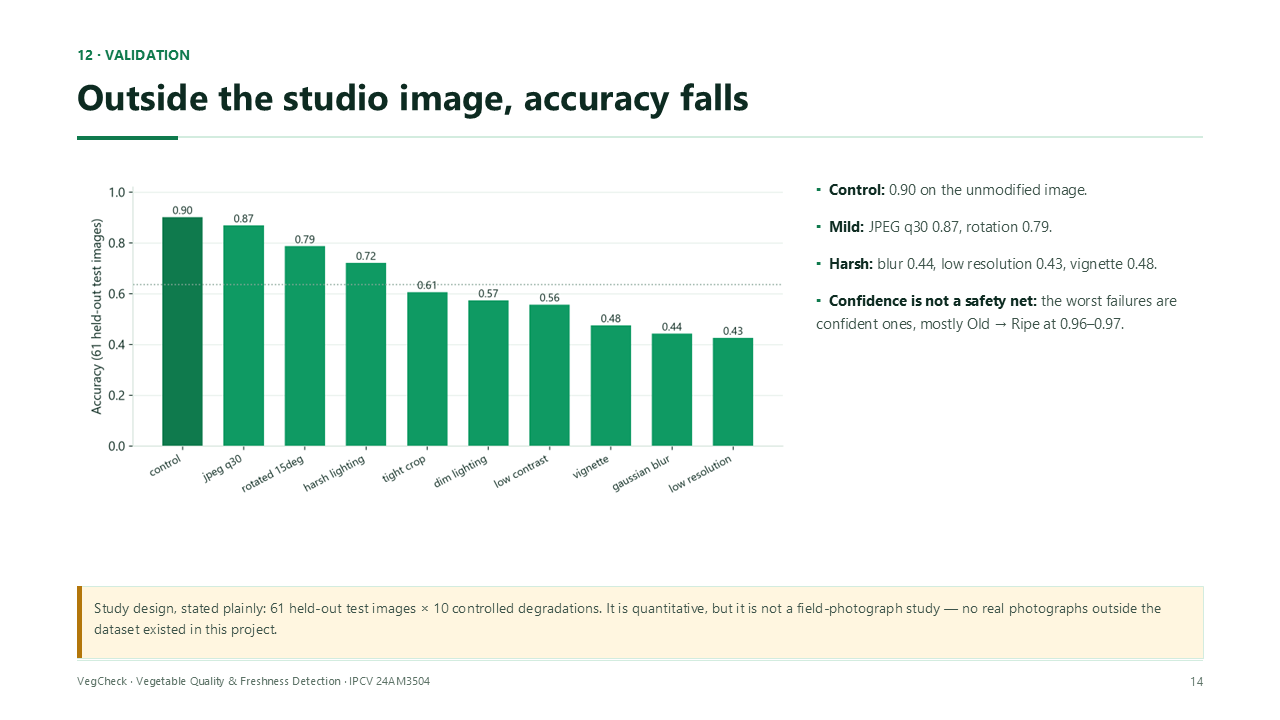 12 · VALIDATION
Outside the studio image, accuracy falls
Accuracy (61 held-out test images)
1.0
0.8
0.6
0.4
0.2
0.0
0.90
0.87
0.79
0.72
0.61
0.57
0.56
0.48
0.44
0.43
control
jpeg q30
rotated 15deg
harsh lighting
tight crop
dim lighting
low contrast
vignette
gaussian blur
low resolution
▪ Control: 0.90 on the unmodified image.
▪ Mild: JPEG q30 0.87, rotation 0.79.
▪ Harsh: blur 0.44, low resolution 0.43, vignette 0.48.
▪ Confidence is not a safety net: the worst failures are
confident ones, mostly Old → Ripe at 0.96–0.97.
Study design, stated plainly: 61 held-out test images × 10 controlled degradations. It is quantitative, but it is not a field-photograph study — no real photographs outside the
dataset existed in this project.
VegCheck · Vegetable Quality & Freshness Detection · IPCV 24AM3504
14